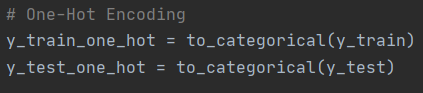 # One-Hot Encoding
y_train_one_hot = to_categorical(y_train)
y_test_one_hot = to_categorical(y_test)